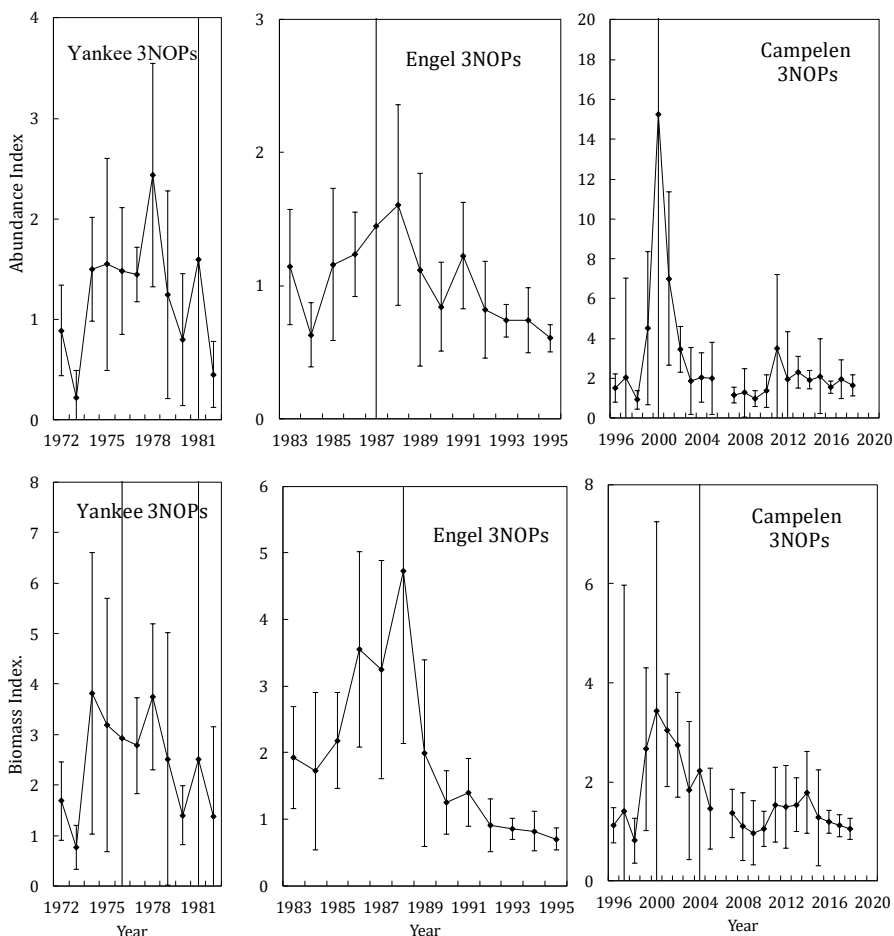 Yankee 3NOPs
Abundance Index
4
3
2
1
0
1972 1975 1978 1981
Engel 3NOPs
3
2
1
0
1983 1985 1987 1989 1991 1993 1995
Campelen
3NOPs
20
18
16
14
12
10
8
6
4
2
0
1996 2000 2004 2008 2012 2016 2020
Yankee 3NOPs
Biomass Index.
8
7
6
5
4
3
2
1
0
1972 1975 1978 1981
Year
Engel 3NOPs
6
5
4
3
2
1
0
1983 1985 1987 1989 1991 1993 1995
Year
Campelen
3NOPs
8
6
4
2
0
1996 2000 2004 2008 2012 2016 2020
Year